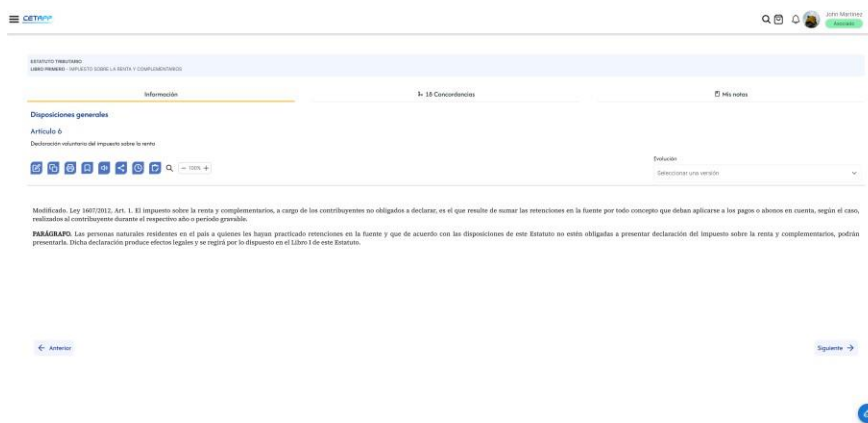 CETAPP
John Martinez
Avocado
ESTATUTO TRIBUTARIO
LIBRO PRIMERO - IMPUESTO SOBRE LA RENTA Y COMPLEMENTARIOS
Información
18 Concordancias
Mis notas
Disposiciones generales
Artículo 6
Declaración voluntaria del impuesto sobre la renta
100%
Evolución
Seleccionar una versión
Modificado. Ley 1607/2012, Art. 1. El impuesto sobre la renta y complementarios, a cargo de los contribuyentes no obligados a declarar, es el que resulte de sumar las retenciones en la fuente por todo concepto que deban aplicarse a los pagos o abonos en cuenta, según el caso,
realizados al contribuyente durante el respectivo año o período gravable.
PARÁGRAFO. Las personas naturales residentes en el país a quienes les hayan practicado retenciones en la fuente y que de acuerdo con las disposiciones de este Estatuto no estén obligadas a presentar declaración del impuesto sobre la renta y complementarios, podrán
presentarla. Dicha declaración produce efectos legales y se regirá por lo dispuesto en el Libro I de este Estatuto.
Anterior
Siguiente